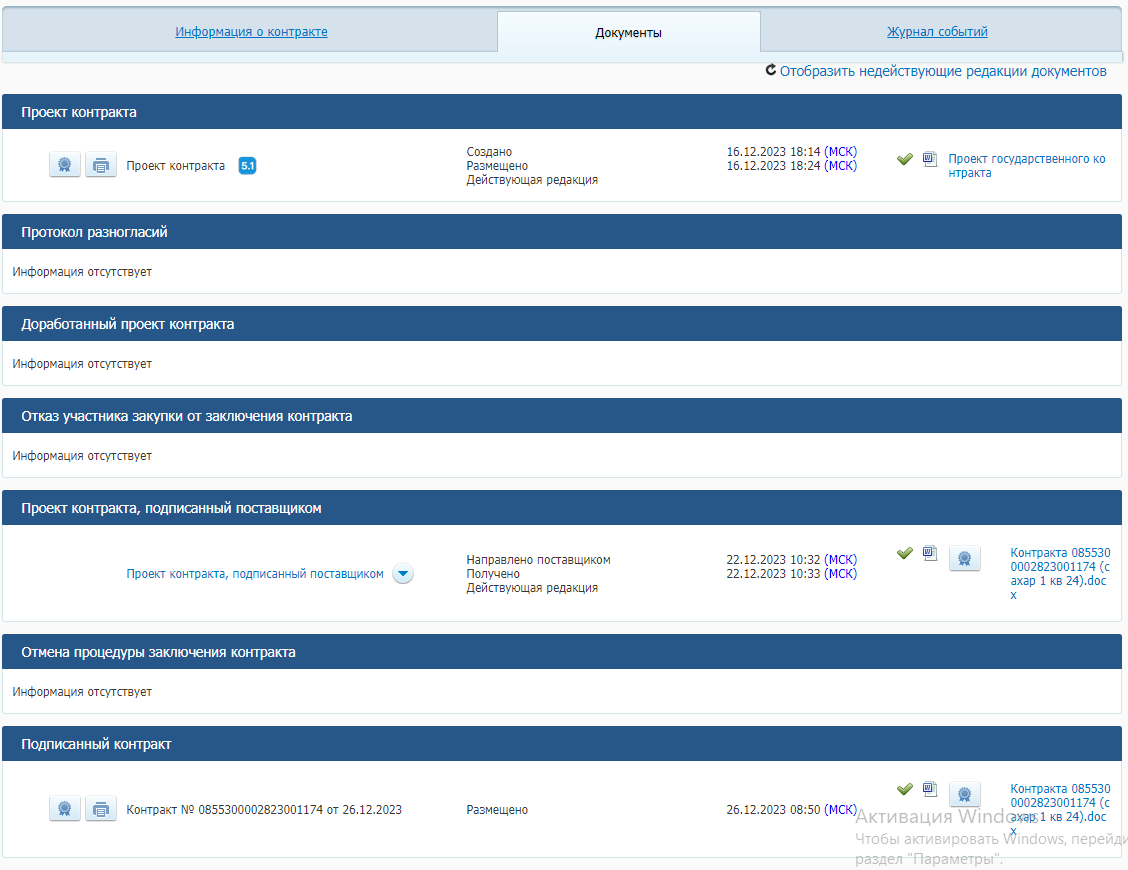 Информация о контракте
Документы
Журнал событий
Отобразить недействующие редакции документов
Проект контракта
Проект контракта 5.1
Создано 16.12.2023 18:14 (МСК)
Размещено 16.12.2023 18:24 (МСК)
Действующая редакция
Проект государственного ко
нтракта
Протокол разногласий
Информация отсутствует
Доработанный проект контракта
Информация отсутствует
Отказ участника закупки от заключения контракта
Информация отсутствует
Проект контракта, подписанный поставщиком
Проект контракта, подписанный поставщиком
Направлено поставщиком 22.12.2023 10:32 (МСК)
Получено 22.12.2023 10:33 (МСК)
Действующая редакция
Контракта 085530
0002823001174 (с
ахар 1 кв 24).doc
x
Отмена процедуры заключения контракта
Информация отсутствует
Подписанный контракт
Контракт № 0855300002823001174 от 26.12.2023
Размещено 26.12.2023 08:50 (МСК)
Контракта 085530
0002823001174 (с
ахар 1 кв 24).doc
x
Активация Windows
Чтобы активировать Windows, перейди
раздел "Параметры".